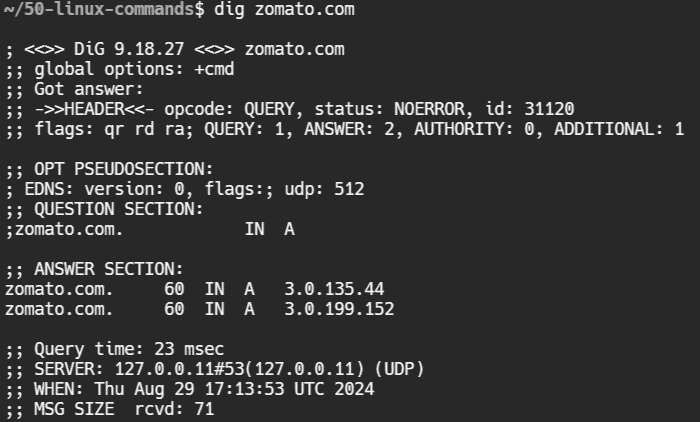 ~/50-linux-commands$ dig zomato.com
; <<>> DiG 9.18.27 <<>> zomato.com
;; global options: +cmd
;; Got answer:
;; ->>HEADER<<- opcode: QUERY, status: NOERROR, id: 31120
;; flags: qr rd ra; QUERY: 1, ANSWER: 2, AUTHORITY: 0, ADDITIONAL: 1
;; OPT PSEUDOSECTION:
; EDNS: version: 0, flags:; udp: 512
;; QUESTION SECTION:
;zomato.com. IN A
;; ANSWER SECTION:
zomato.com. 60 IN A 3.0.135.44
zomato.com. 60 IN A 3.0.199.152
;; Query time: 23 msec
;; SERVER: 127.0.0.11#53(127.0.0.11) (UDP)
;; WHEN: Thu Aug 29 17:13:53 UTC 2024
;; MSG SIZE rcvd: 71